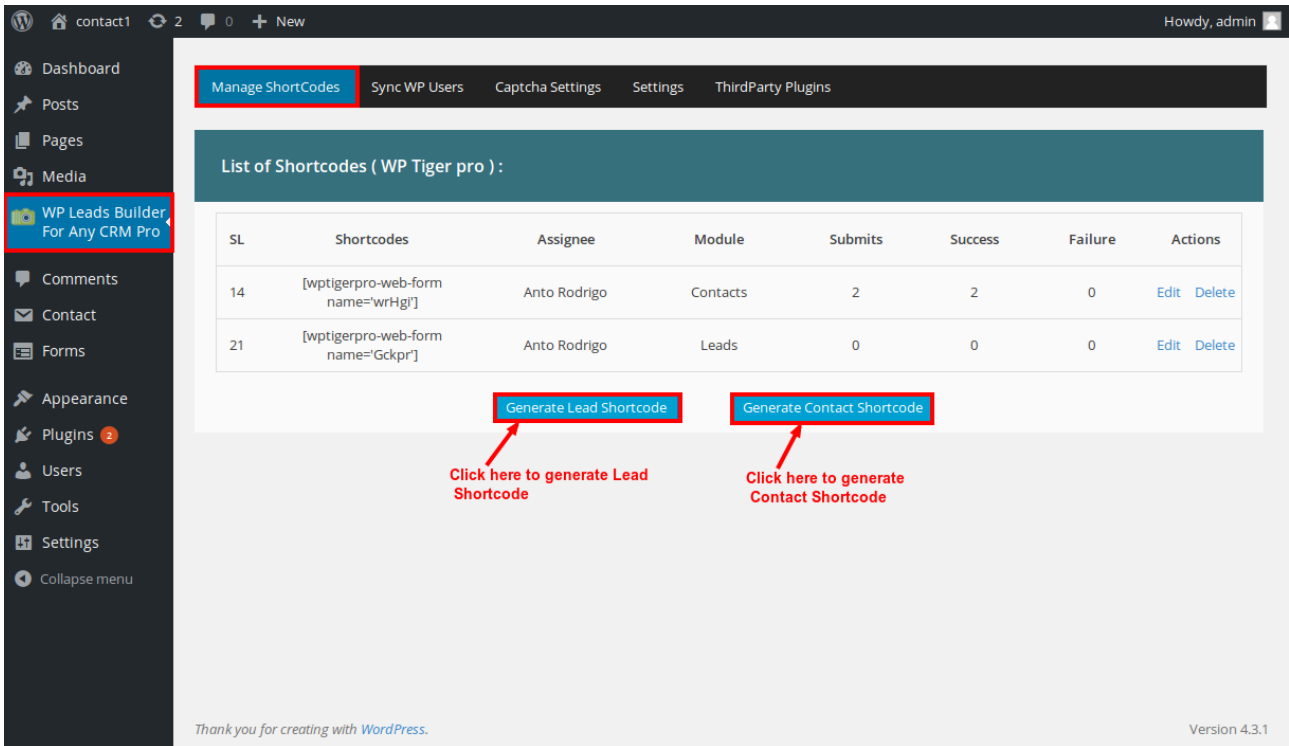 contact1 2 0 New Howdy, admin
Dashboard
Posts
Pages
Media
WP Leads Builder
For Any CRM Pro
Comments
Contact
Forms
Appearance
Plugins 2
Users
Tools
Settings
Collapse menu
Manage ShortCodes Sync WP Users Captcha Settings Settings ThirdParty Plugins
List of Shortcodes ( WP Tiger pro ) :
SL Shortcodes Assignee Module Submits Success Failure Actions
14 [wptigerpro-web-form name='wrHgi'] Anto Rodrigo Contacts 2 2 0 Edit Delete
21 [wptigerpro-web-form name='Gckpr'] Anto Rodrigo Leads 0 0 0 Edit Delete
Generate Lead Shortcode Generate Contact Shortcode
Click here to generate Lead
Shortcode
Click here to generate
Contact Shortcode
Thank you for creating with WordPress. Version 4.3.1